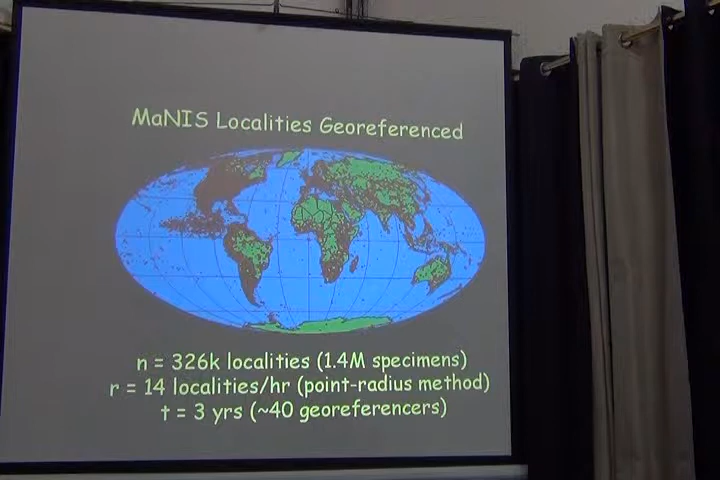 MaNIS Localities Georeferenced
n = 326k localities (1.4M specimens)
r = 14 localities/hr (point-radius method)
t = 3 yrs (~40 georeferencers)